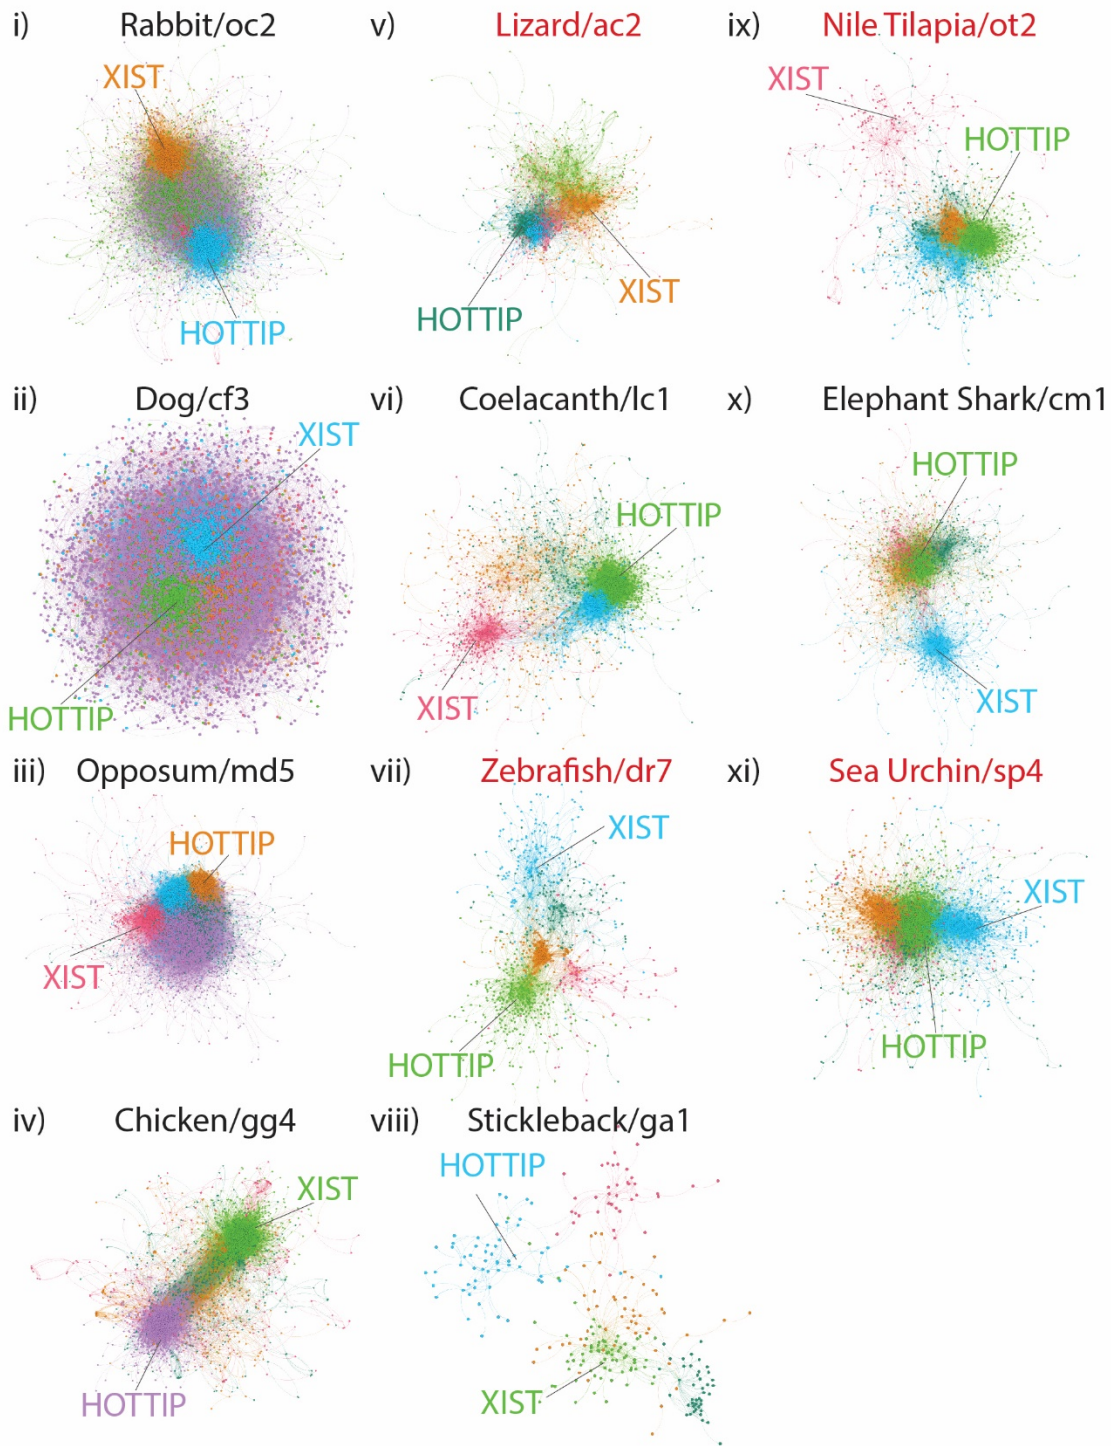 i) Rabbit/oc2
XIST
HOTTIP
ii) Dog/cf3
XIST
HOTTIP
iii) Opposum/md5
HOTTIP
XIST
iv) Chicken/gg4
XIST
HOTTIP
v) Lizard/ac2
XIST
HOTTIP
vi) Coelacanth/lc1
HOTTIP
XIST
vii) Zebrafish/dr7
XIST
HOTTIP
viii) Stickleback/ga1
HOTTIP
XIST
ix) Nile Tilapia/ot2
XIST
HOTTIP
x) Elephant Shark/cm1
HOTTIP
XIST
xi) Sea Urchin/sp4
XIST
HOTTIP